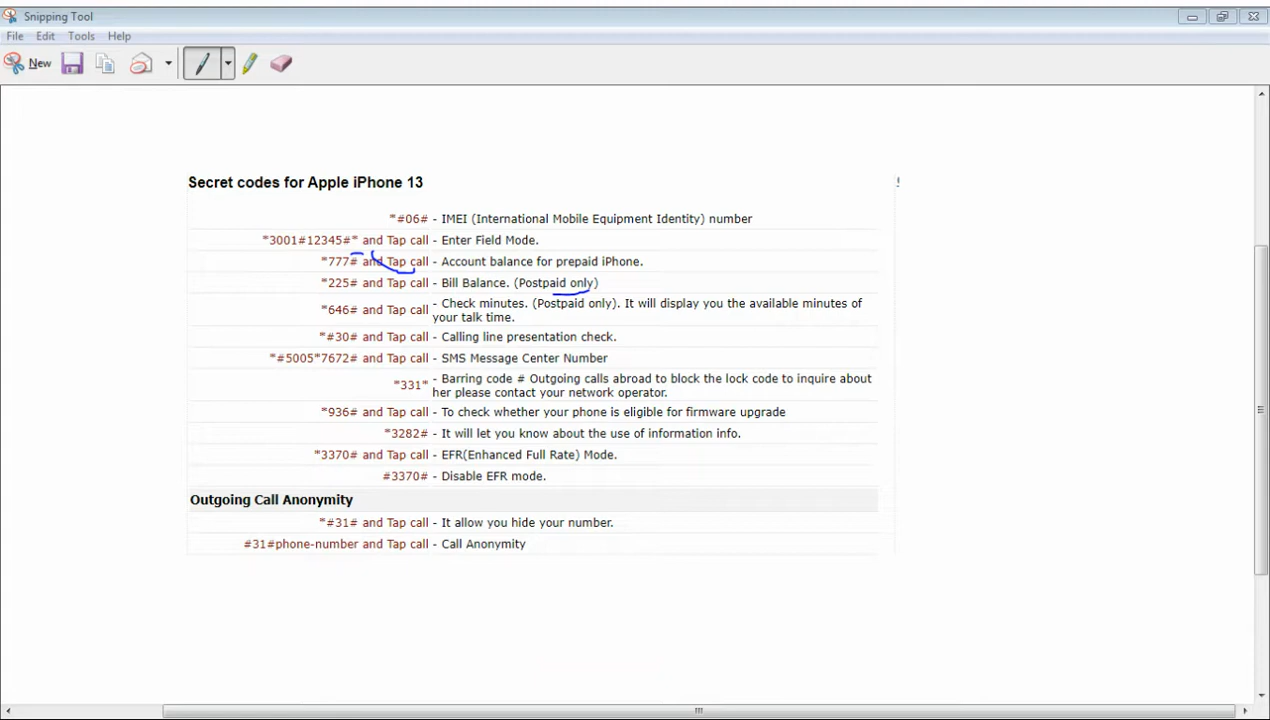 Snipping Tool
File Edit Tools Help
New
Secret codes for Apple iPhone 13
!
*#06# - IMEI (International Mobile Equipment Identity) number
*3001#12345#* and Tap call - Enter Field Mode.
*777# and Tap call - Account balance for prepaid iPhone.
*225# and Tap call - Bill Balance. (Postpaid only)
*646# and Tap call - Check minutes. (Postpaid only). It will display you the available minutes of
your talk time.
*#30# and Tap call - Calling line presentation check.
*#5005*7672# and Tap call - SMS Message Center Number
*331* - Barring code # Outgoing calls abroad to block the lock code to inquire about
her please contact your network operator.
*936# and Tap call - To check whether your phone is eligible for firmware upgrade
*3282# - It will let you know about the use of information info.
*3370# and Tap call - EFR(Enhanced Full Rate) Mode.
#3370# - Disable EFR mode.
Outgoing Call Anonymity
*#31# and Tap call - It allow you hide your number.
#31#phone-number and Tap call - Call Anonymity